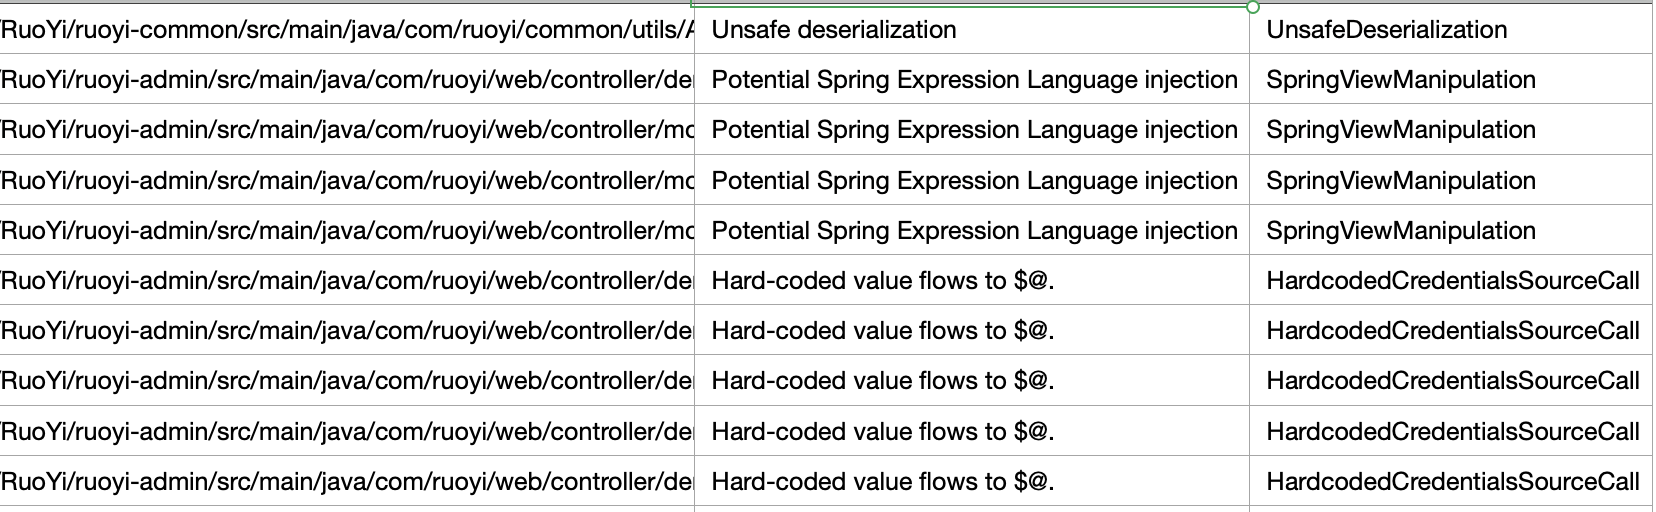 /RuoYi/ruoyi-common/src/main/java/com/ruoyi/common/utils/A Unsafe deserialization UnsafeDeserialization
/RuoYi/ruoyi-admin/src/main/java/com/ruoyi/web/controller/de Potential Spring Expression Language injection SpringViewManipulation
/RuoYi/ruoyi-admin/src/main/java/com/ruoyi/web/controller/mo Potential Spring Expression Language injection SpringViewManipulation
/RuoYi/ruoyi-admin/src/main/java/com/ruoyi/web/controller/mo Potential Spring Expression Language injection SpringViewManipulation
/RuoYi/ruoyi-admin/src/main/java/com/ruoyi/web/controller/mo Potential Spring Expression Language injection SpringViewManipulation
/RuoYi/ruoyi-admin/src/main/java/com/ruoyi/web/controller/de Hard-coded value flows to $@. HardcodedCredentialsSourceCall
/RuoYi/ruoyi-admin/src/main/java/com/ruoyi/web/controller/de Hard-coded value flows to $@. HardcodedCredentialsSourceCall
/RuoYi/ruoyi-admin/src/main/java/com/ruoyi/web/controller/de Hard-coded value flows to $@. HardcodedCredentialsSourceCall
/RuoYi/ruoyi-admin/src/main/java/com/ruoyi/web/controller/de Hard-coded value flows to $@. HardcodedCredentialsSourceCall
/RuoYi/ruoyi-admin/src/main/java/com/ruoyi/web/controller/de Hard-coded value flows to $@. HardcodedCredentialsSourceCall